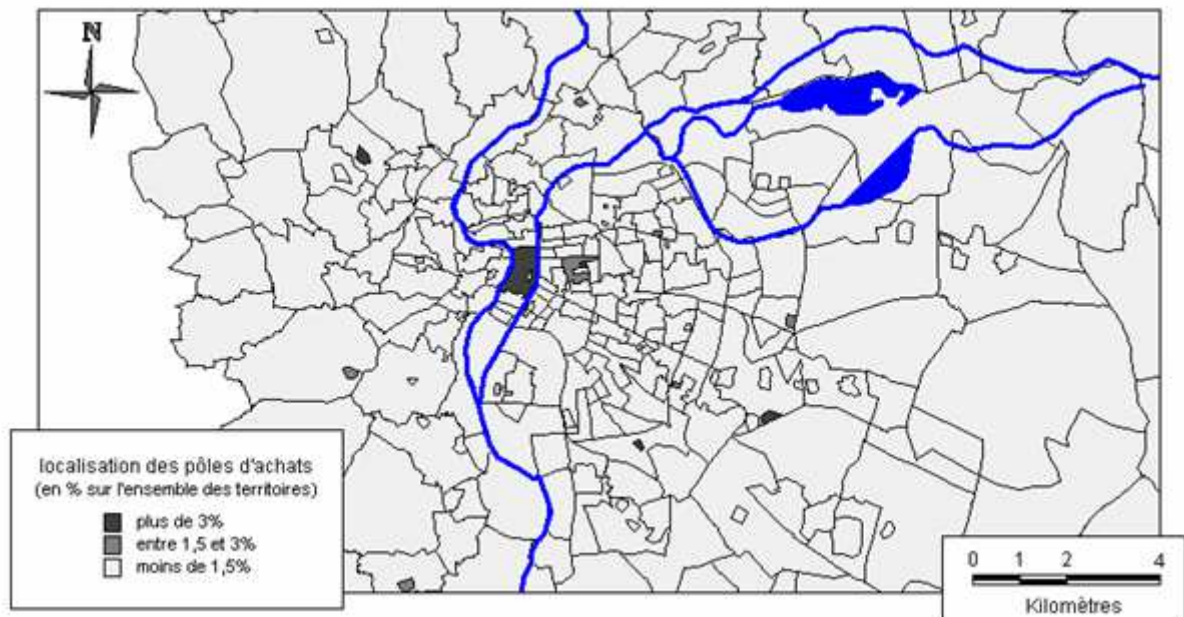 N
localisation des pôles d'achats
(en % sur l'ensemble des territoires)
plus de 3%
entre 1,5 et 3%
moins de 1,5%
0 1 2 4
Kilomètres